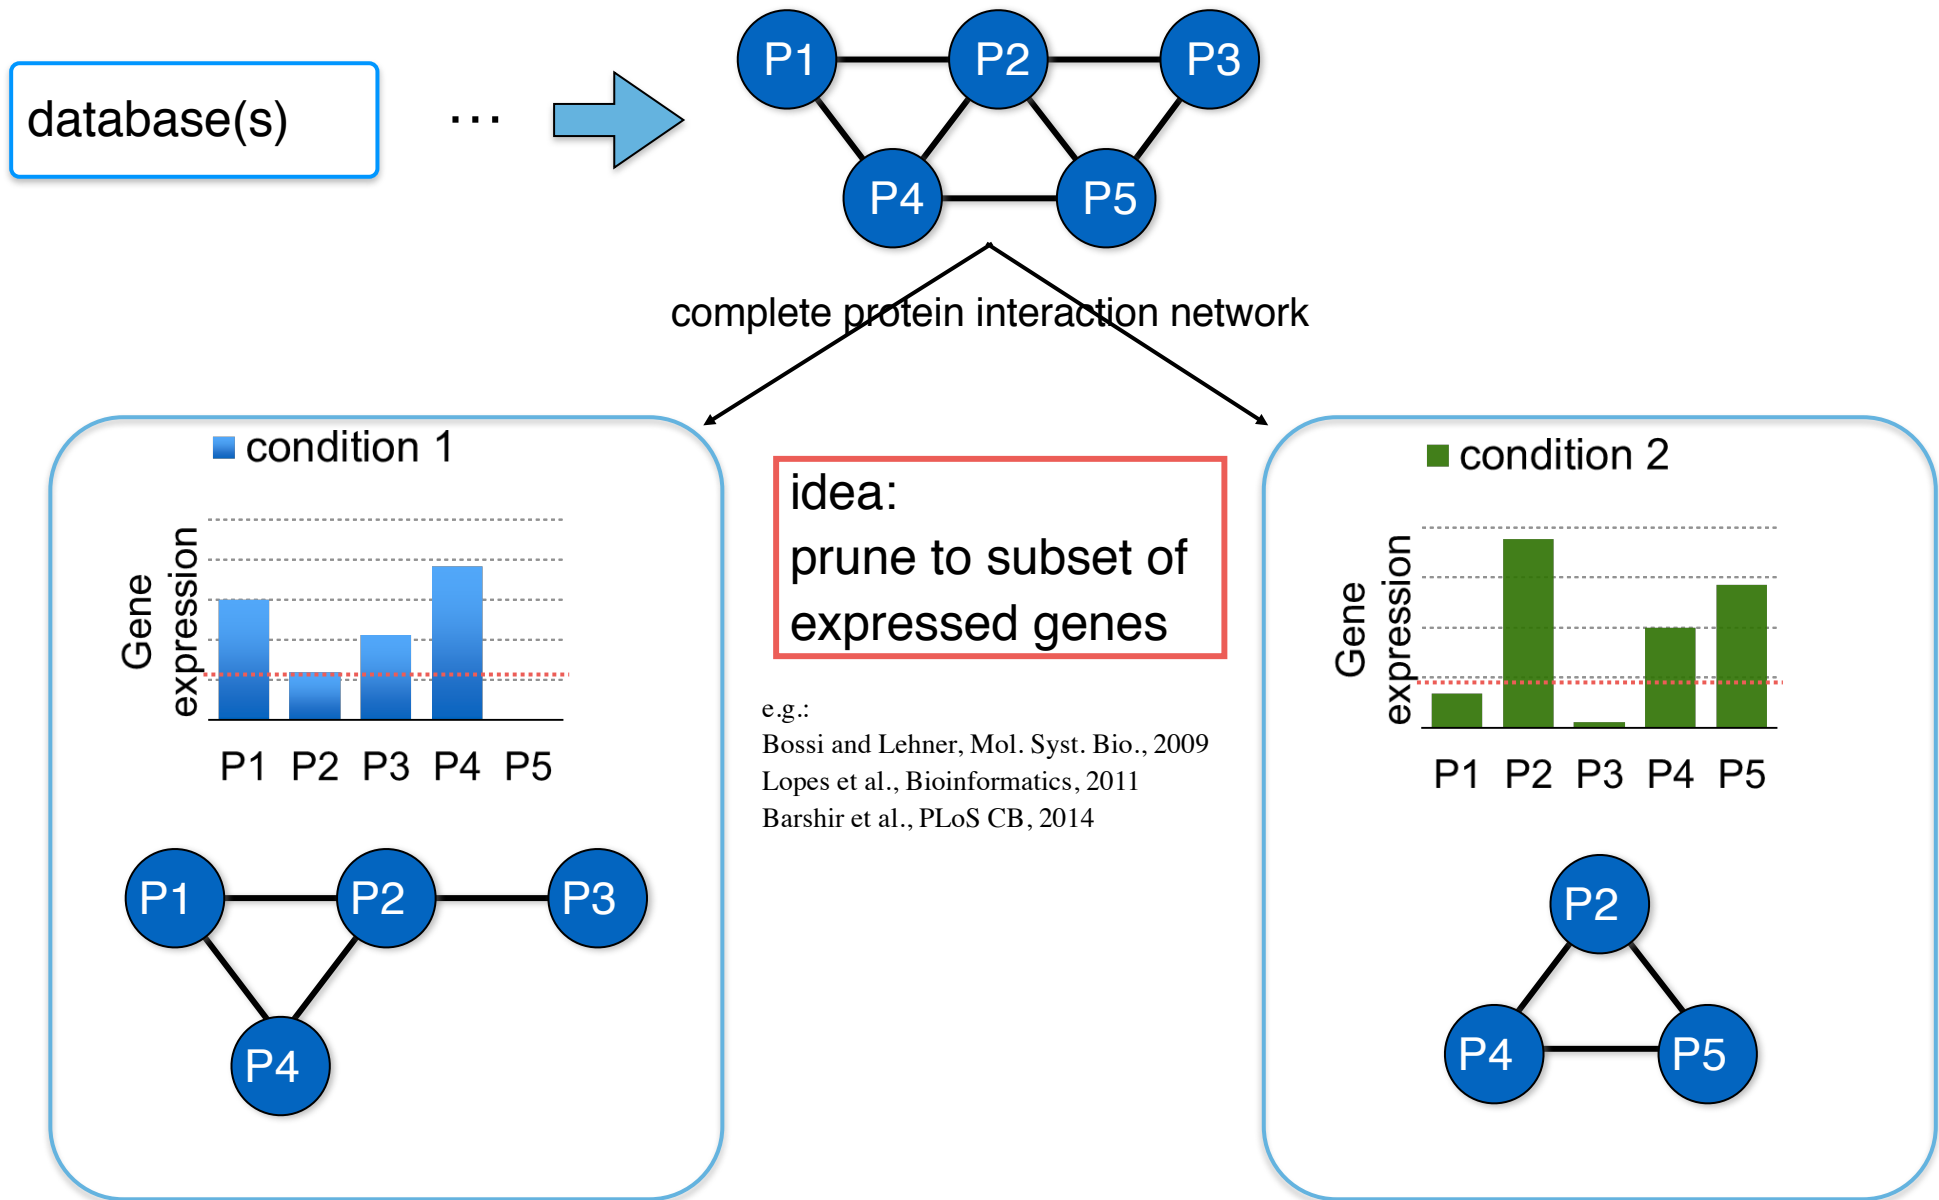 database(s)
...
P1 P2 P3
P4 P5
complete protein interaction network
condition 1
Gene
expression
P1 P2 P3 P4 P5
P1 P2 P3
P4
idea:
prune to subset of
expressed genes
e.g.:
Bossi and Lehner, Mol. Syst. Bio., 2009
Lopes et al., Bioinformatics, 2011
Barshir et al., PLoS CB, 2014
condition 2
Gene
expression
P1 P2 P3 P4 P5
P2
P4 P5